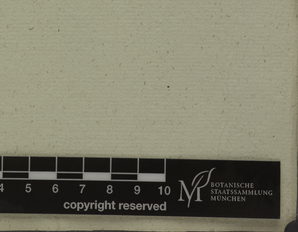 4 5 6 7 8 9 10
copyright reserved
BOTANISCHE
STAATSSAMMLUNG
MÜNCHEN